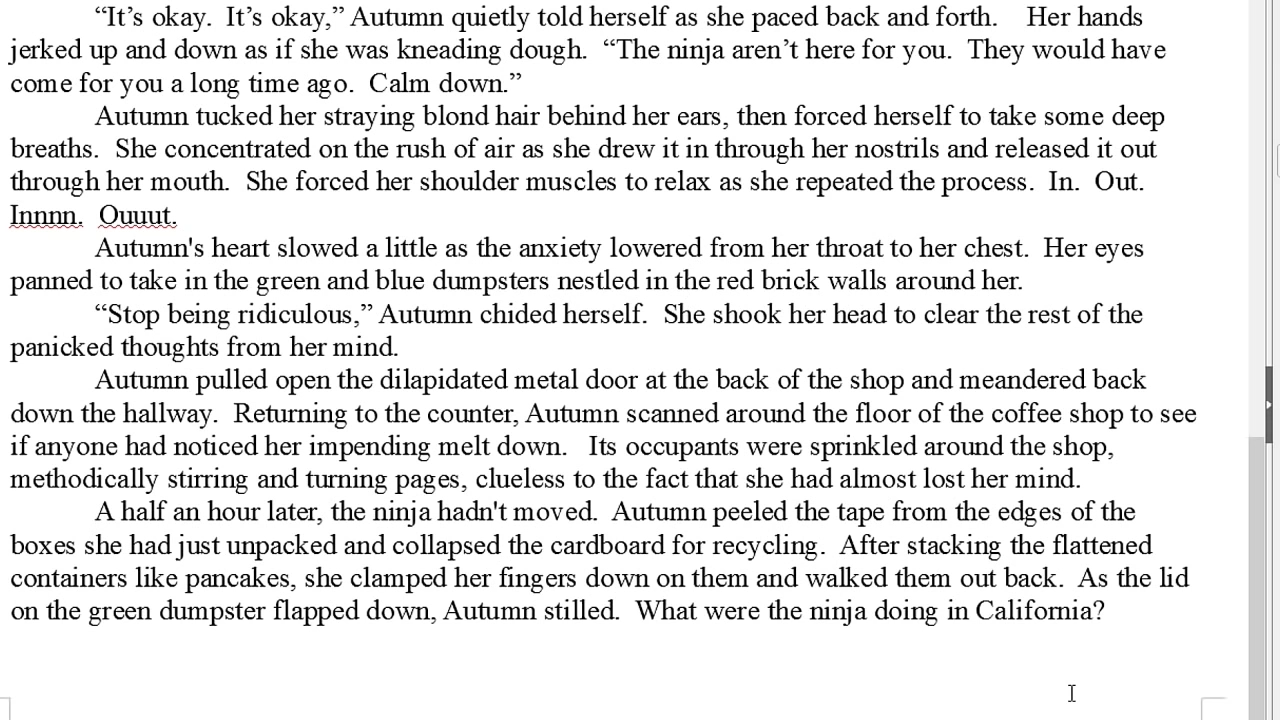 “It’s okay.  It’s okay,” Autumn quietly told herself as she paced back and forth.    Her hands
jerked up and down as if she was kneading dough.  “The ninja aren’t here for you.  They would have
come for you a long time ago.  Calm down.”
Autumn tucked her straying blond hair behind her ears, then forced herself to take some deep
breaths.  She concentrated on the rush of air as she drew it in through her nostrils and released it out
through her mouth.  She forced her shoulder muscles to relax as she repeated the process.  In.  Out.
Innnn.  Ouuut.
Autumn's heart slowed a little as the anxiety lowered from her throat to her chest.  Her eyes
panned to take in the green and blue dumpsters nestled in the red brick walls around her.
“Stop being ridiculous,” Autumn chided herself.  She shook her head to clear the rest of the
panicked thoughts from her mind.
Autumn pulled open the dilapidated metal door at the back of the shop and meandered back
down the hallway.  Returning to the counter, Autumn scanned around the floor of the coffee shop to see
if anyone had noticed her impending melt down.   Its occupants were sprinkled around the shop,
methodically stirring and turning pages, clueless to the fact that she had almost lost her mind.
A half an hour later, the ninja hadn't moved.  Autumn peeled the tape from the edges of the
boxes she had just unpacked and collapsed the cardboard for recycling.  After stacking the flattened
containers like pancakes, she clamped her fingers down on them and walked them out back.  As the lid
on the green dumpster flapped down, Autumn stilled.  What were the ninja doing in California?